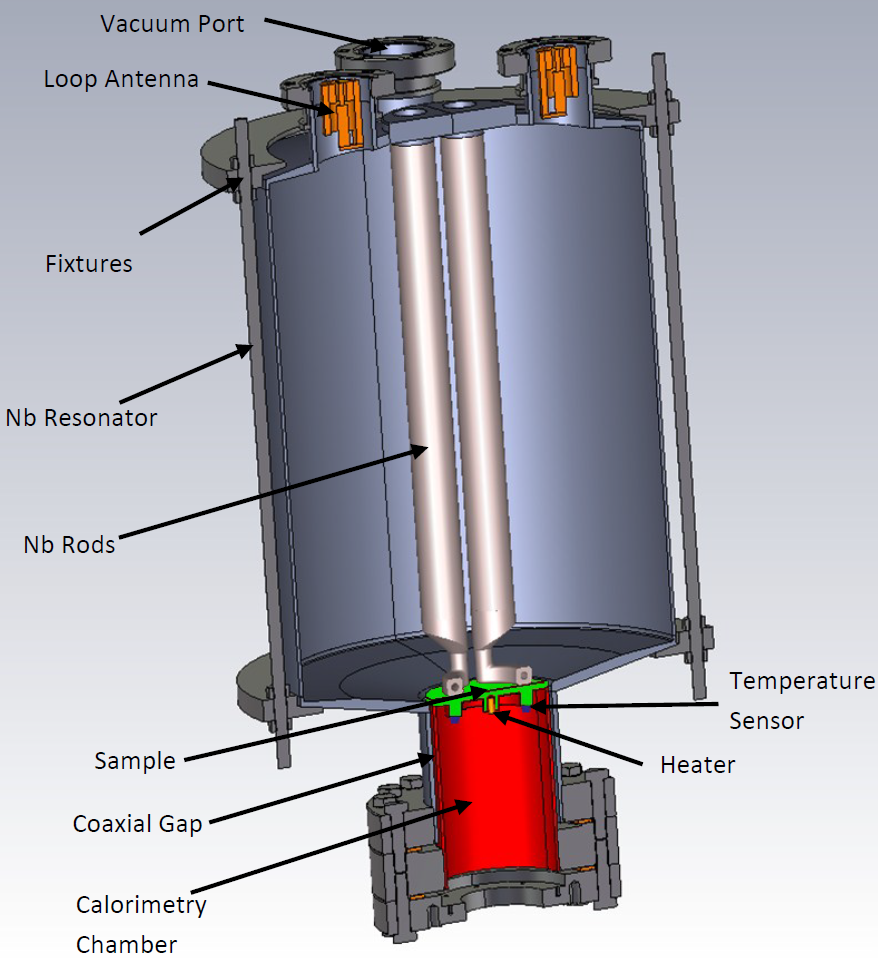 Vacuum Port
Loop Antenna
Fixtures
Nb Resonator
Nb Rods
Temperature
Sensor
Sample
Heater
Coaxial Gap
Calorimetry
Chamber